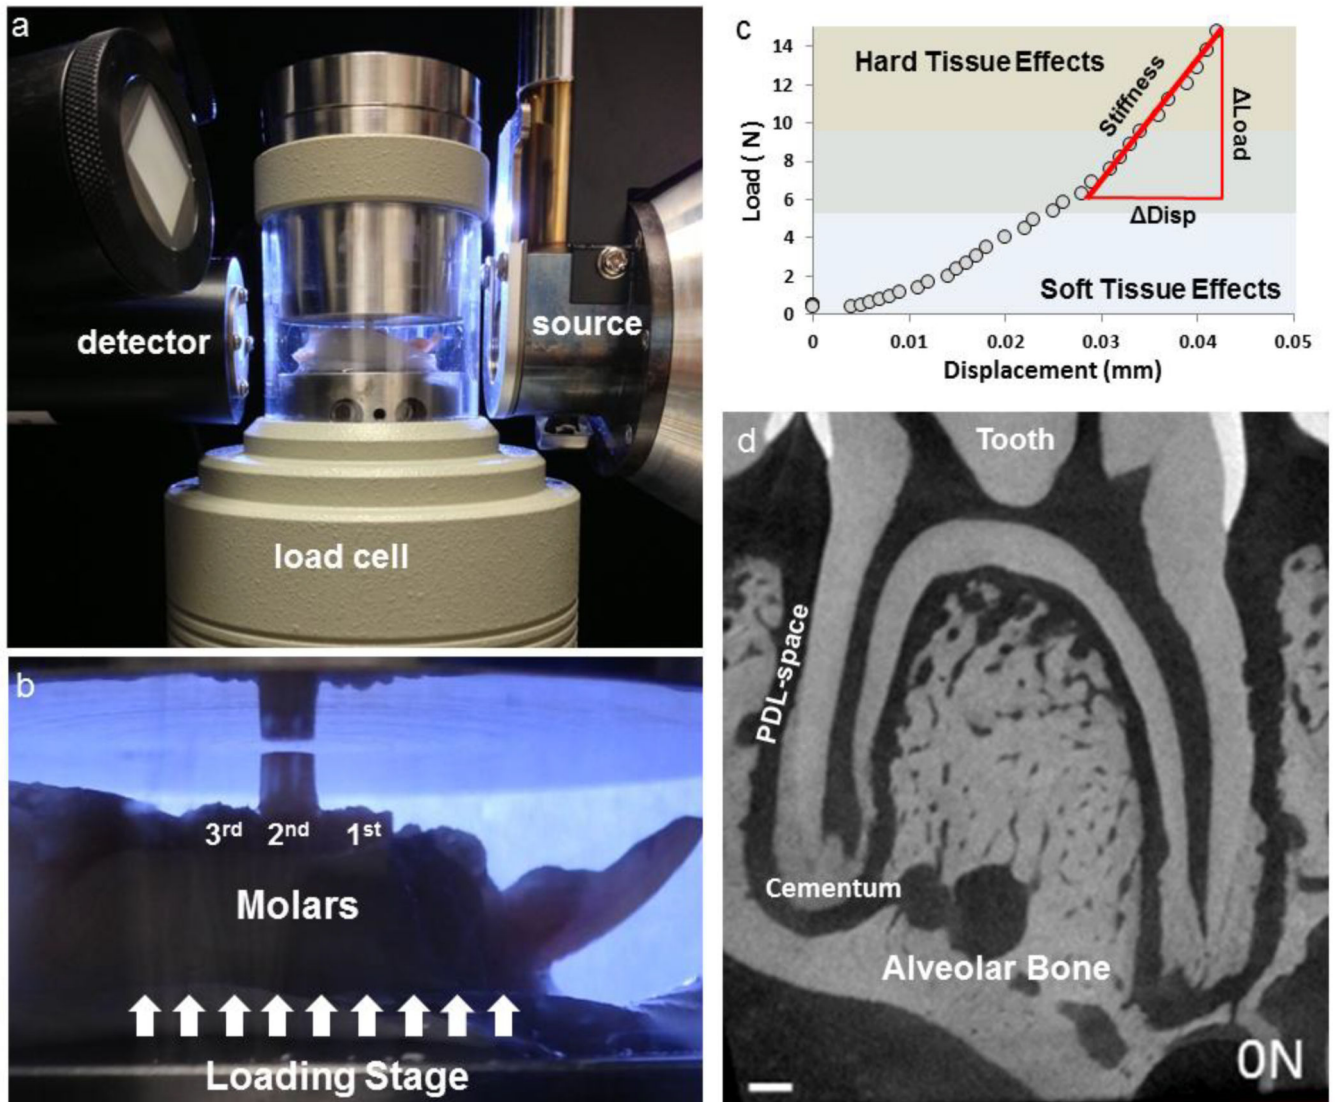 a
detector
source
load cell
b
3rd 2nd 1st
Molars
Loading Stage
c
Load ( N)
14
12
10
8
6
4
2
0
Hard Tissue Effects
Stiffness
ΔLoad
ΔDisp
Soft Tissue Effects
0 0.01 0.02 0.03 0.04 0.05
Displacement (mm)
d
Tooth
PDL-space
Cementum
Alveolar Bone
0N